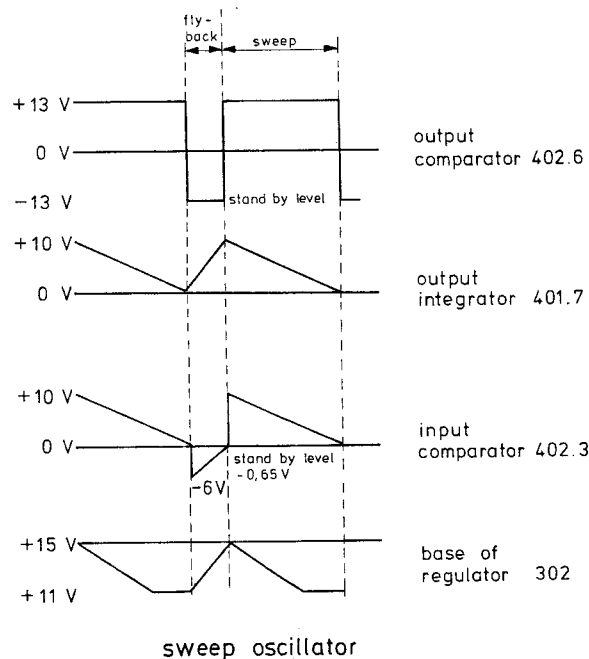 fly-
back
sweep
+13 V
0 V
-13 V
stand by level
output
comparator 402.6
+10 V
0 V
output
integrator 401.7
+10 V
0 V
-6V
stand by level
-0,65 V
input
comparator 402.3
+15 V
+11 V
base of
regulator 302
sweep oscillator